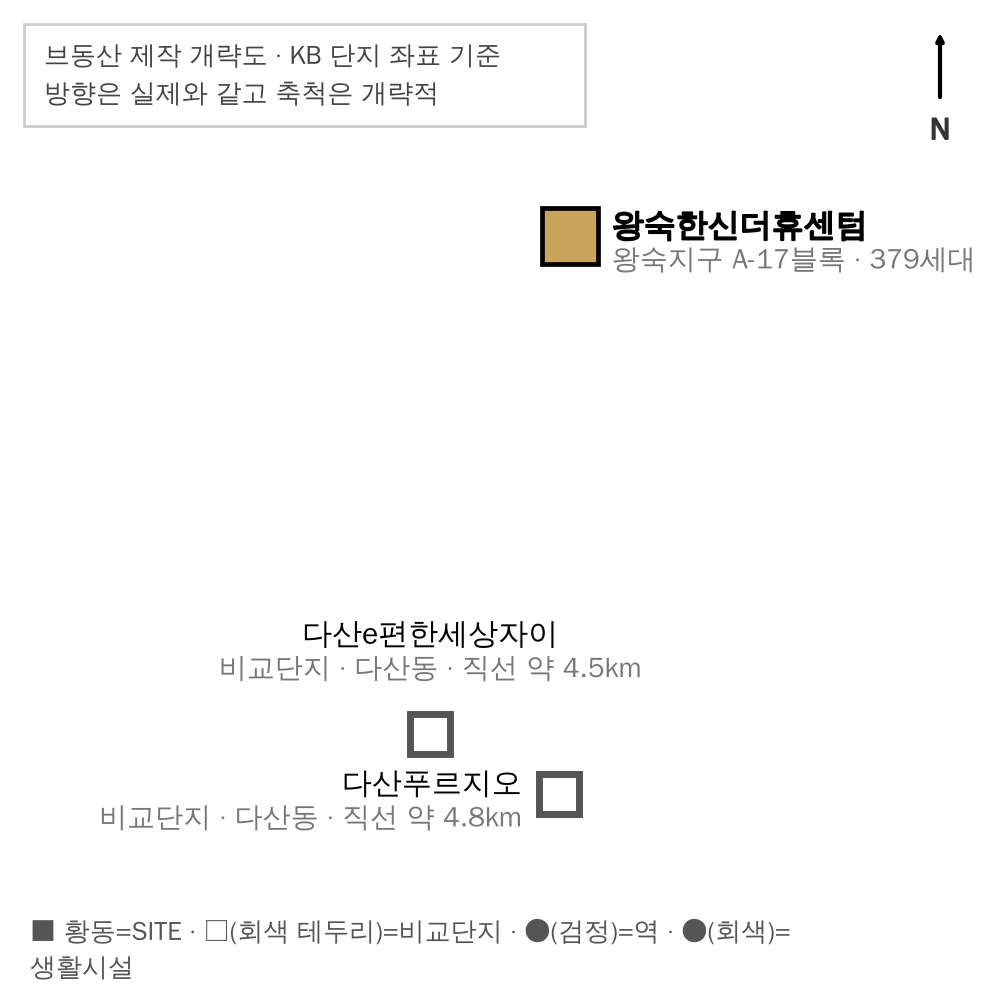 브동산 제작 개략도 · KB 단지 좌표 기준
방향은 실제와 같고 축척은 개략적
N
왕숙한신더휴센텀
왕숙지구 A-17블록 · 379세대
다산e편한세상자이
비교단지 · 다산동 · 직선 약 4.5km
다산푸르지오
비교단지 · 다산동 · 직선 약 4.8km
■ 황동=SITE · □(회색 테두리)=비교단지 · ●(검정)=역 · ●(회색)=
생활시설